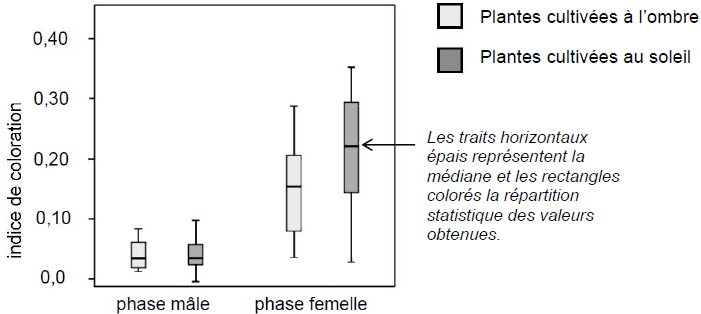 Plantes cultivées à l'ombre
Plantes cultivées au soleil
indice de coloration
0,40
0,30
0,20
0,10
0,0
Les traits horizontaux
épais représentent la
médiane et les rectangles
colorés la répartition
statistique des valeurs
obtenues.
phase mâle
phase femelle